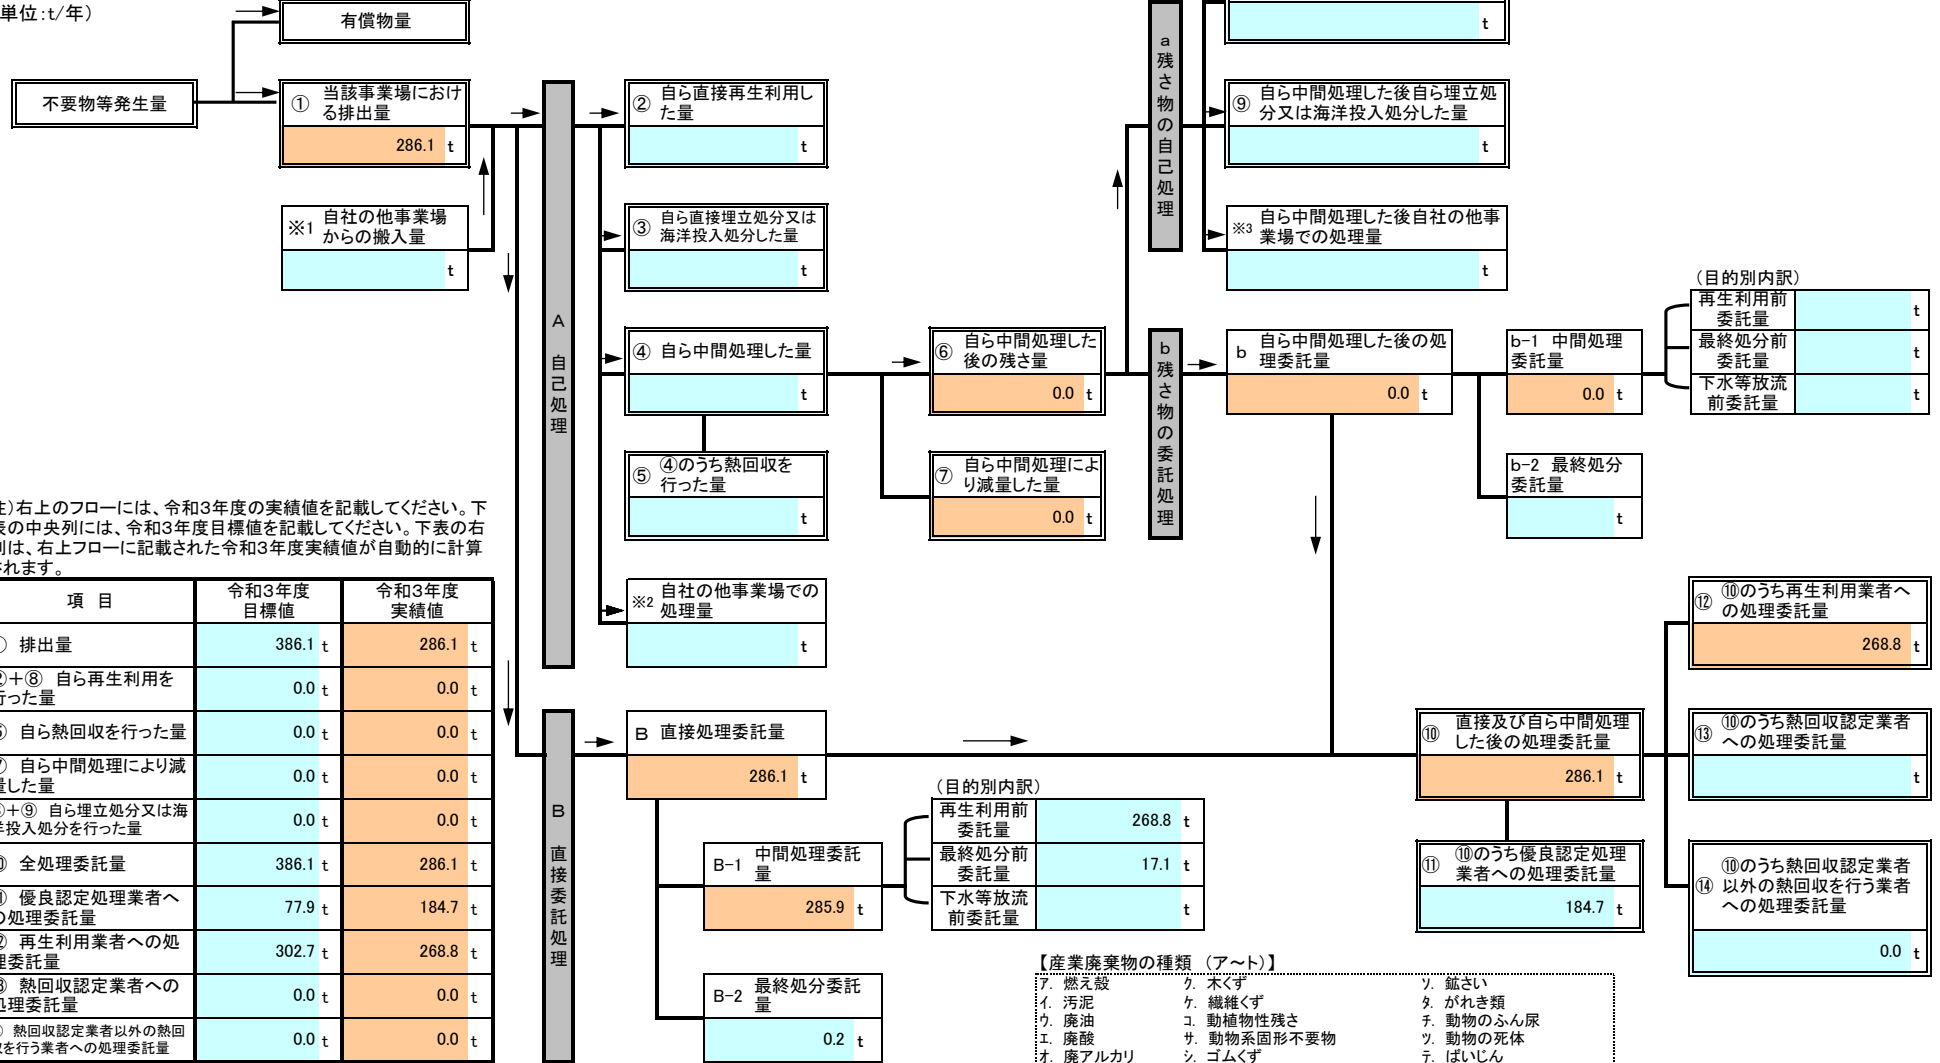 単位:t/年）
有償物量
不要物等発生量
① 当該事業場におけ
る排出量
286.1 t
※1 自社の他事業場
からの搬入量
t
A 自己処理
② 自ら直接再生利用し
た量
t
③ 自ら直接埋立処分又は
海洋投入処分した量
t
④ 自ら中間処理した量
t
⑤ ④のうち熱回収を
行った量
t
※2 自社の他事業場での
処理量
t
⑥ 自ら中間処理した
後の残さ量
0.0 t
⑦ 自ら中間処理によ
り減量した量
0.0 t
a残さ物の自己処理
t
⑨ 自ら中間処理した後自ら埋立処
分又は海洋投入処分した量
t
※3 自ら中間処理した後自社の他事
業場での処理量
t
b残さ物の委託処理
b 自ら中間処理した後の処
理委託量
0.0 t
b-1 中間処理
委託量
0.0 t
b-2 最終処分
委託量
t
（目的別内訳）
再生利用前
委託量
t
最終処分前
委託量
t
下水等放流
前委託量
t
)右上のフローには、令和3年度の実績値を記載してください。下
の中央列には、令和3年度目標値を記載してください。下表の右
は、右上フローに記載された令和3年度実績値が自動的に計算
れます。
項 目
令和3年度
目標値
令和3年度
実績値
排出量 386.1 t 286.1 t
+⑧ 自ら再生利用を
行った量 0.0 t 0.0 t
自ら熱回収を行った量 0.0 t 0.0 t
自ら中間処理により減
量した量 0.0 t 0.0 t
+⑨ 自ら埋立処分又は海
洋投入処分を行った量 0.0 t 0.0 t
全処理委託量 386.1 t 286.1 t
優良認定処理業者へ
の処理委託量 77.9 t 184.7 t
再生利用業者への処
理委託量 302.7 t 268.8 t
熱回収認定業者への
処理委託量 0.0 t 0.0 t
熱回収認定業者以外の熱回
収を行う業者への処理委託量 0.0 t 0.0 t
B 直接委託処理
B 直接処理委託量
286.1 t
B-1 中間処理委託
量
285.9 t
B-2 最終処分委託
量
0.2 t
（目的別内訳）
再生利用前
委託量
268.8 t
最終処分前
委託量
17.1 t
下水等放流
前委託量
t
⑩ 直接及び自ら中間処理
した後の処理委託量
286.1 t
⑪ ⑩のうち優良認定処理
業者への処理委託量
184.7 t
⑫ ⑩のうち再生利用業者へ
の処理委託量
268.8 t
⑬ ⑩のうち熱回収認定業者
への処理委託量
t
⑭ ⑩のうち熱回収認定業者
以外の熱回収を行う業者
への処理委託量
0.0 t
【産業廃棄物の種類 （ア～ト）】
ア. 燃え殻 ク. 木くず ソ. 鉱さい
イ. 汚泥 ケ. 繊維くず タ. がれき類
ウ. 廃油 コ. 動植物性残さ チ. 動物のふん尿
エ. 廃酸 サ. 動物系固形不要物 ツ. 動物の死体
オ. 廃アルカリ シ. ゴムくず テ. ばいじん